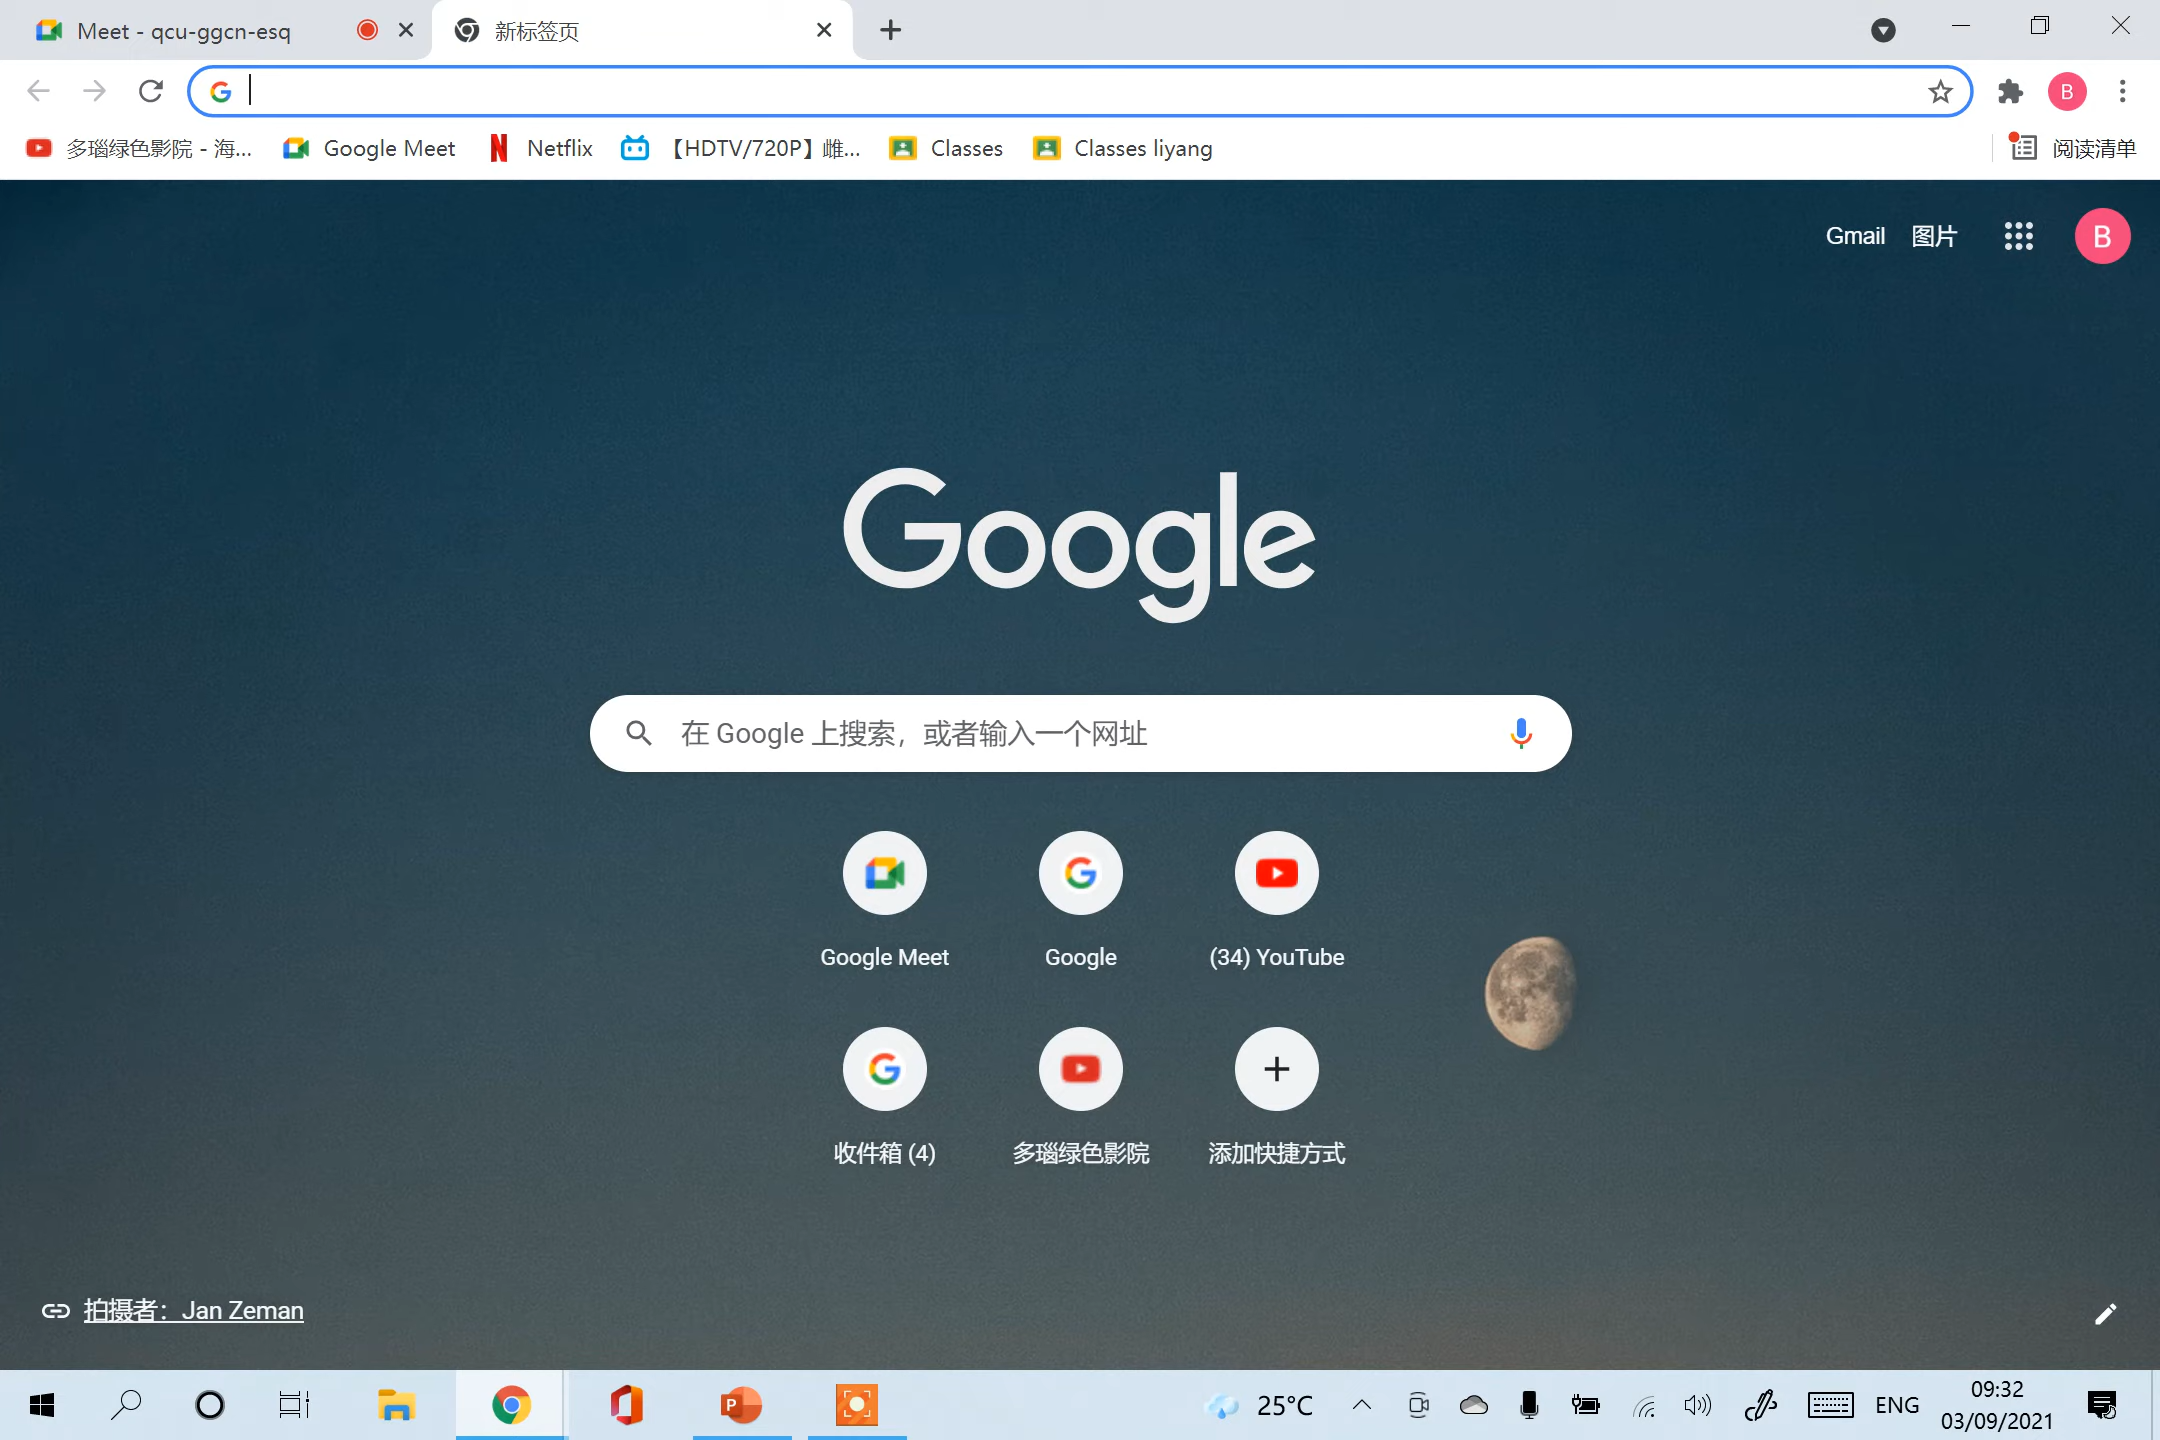 Meet - qcu-ggcn-esq
新标签页
B
多瑙绿色影院 - 海...
Google Meet
Netflix
【HDTV/720P】雌...
Classes
Classes liyang
阅读清单
Gmail
图片
B
Google
在 Google 上搜索，或者输入一个网址
Google Meet
Google
(34) YouTube
收件箱 (4)
多瑙绿色影院
添加快捷方式
拍摄者：Jan Zeman
25°C
ENG
09:32
03/09/2021